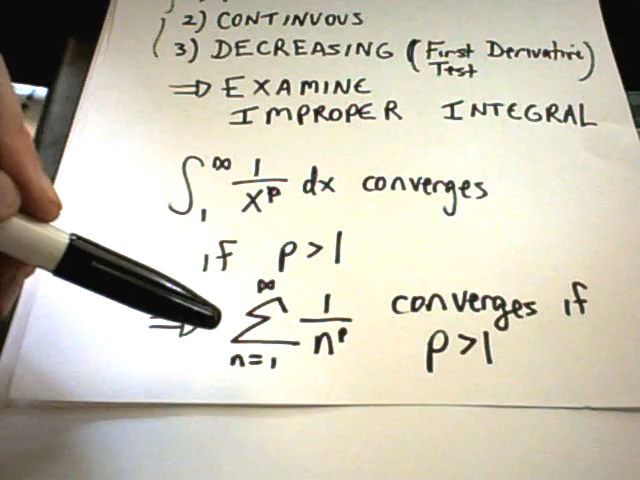 2) CONTINUOUS
3) DECREASING (First Derivative) Test
⇒ EXAMINE
IMPROPER INTEGRAL
∫₁^∞ 1/x^p dx converges
if p>1
⇒ ∑_{n=1}^∞ 1/n^p converges if
p>1